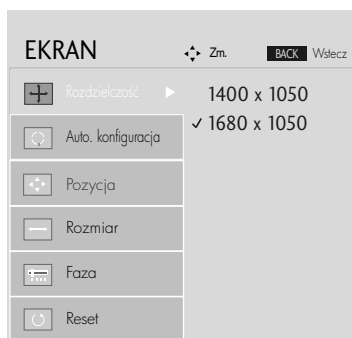 EKRAN
Zm. BACK Wstecz
Rozdzielczość
1400 x 1050
✓ 1680 x 1050
Auto. konfiguracja
Pozycja
Rozmiar
Faza
Reset